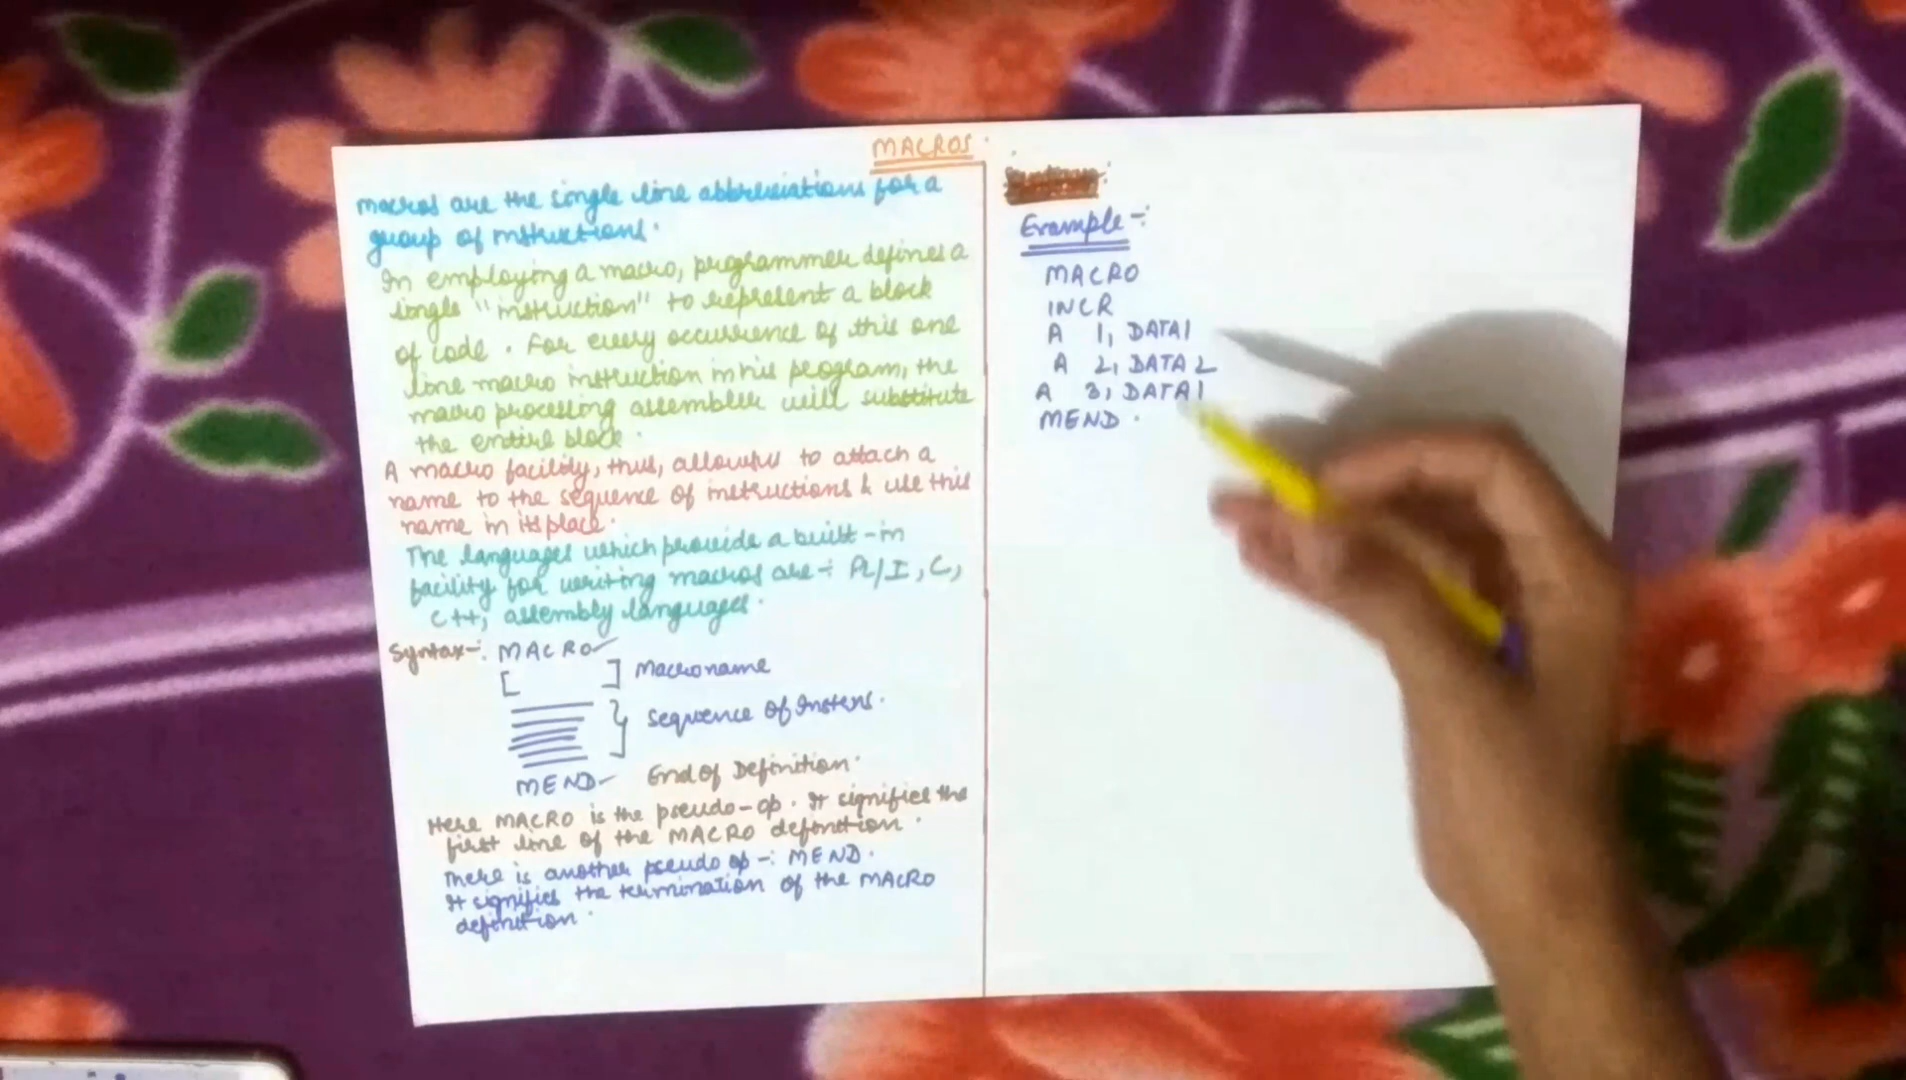 MACROS.
Macros are the single line abbreviations for a
group of instructions.
In employing a macro, programmer defines a
single "instruction" to represent a block
of code. For every occurrence of this one
line macro instruction in his program, the
macro processing assembler will substitute
the entire block.
A macro facility, thus, allows us to attach a
name to the sequence of instructions & use this
name in its place.
The languages which provide a built-in
facility for writing macros are -: PL/I, C,
C++, assembly languages.
Syntax-: MACRO
[ ] Macroname
Sequence of Instrns.
MEND End of Definition.
Here MACRO is the pseudo-op. It signifies the
first line of the MACRO definition.
There is another pseudo op -: MEND.
It signifies the termination of the MACRO
definition.
Example-:
MACRO
INCR
A 1, DATA1
A 2, DATA2
A 3, DATA1
MEND.